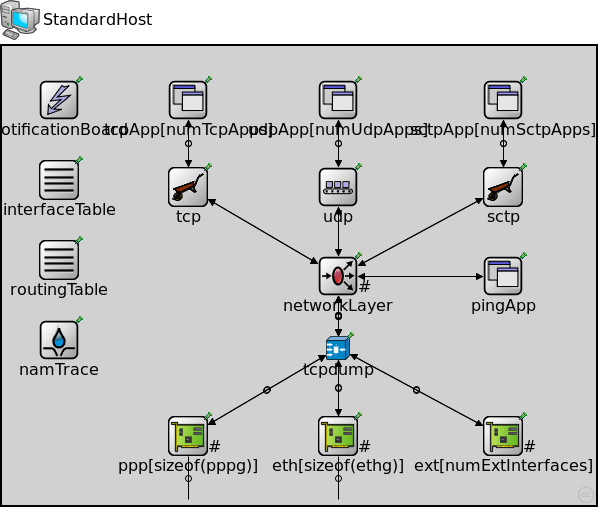 StandardHost
otificationBoard tcpApp[numTcpApps] udpApp[numUdpApps] sctpApp[numSctpApps]
interfaceTable tcp udp sctp
routingTable # networkLayer pingApp
namTrace tcpdump
# # #
ppp[sizeof(pppg)] eth[sizeof(ethg)] ext[numExtInterfaces]
cc